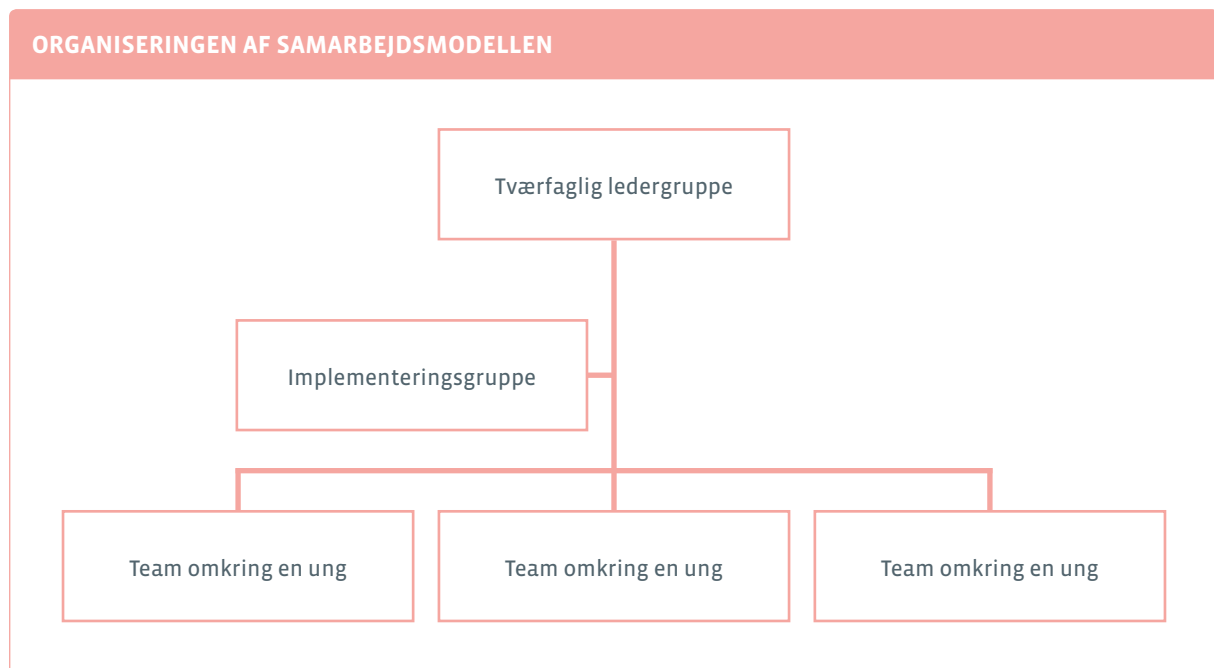 ORGANISERINGEN AF SAMARBEJDSMODELLEN
Tværfaglig ledergruppe
Implementeringsgruppe
Team omkring en ung
Team omkring en ung
Team omkring en ung